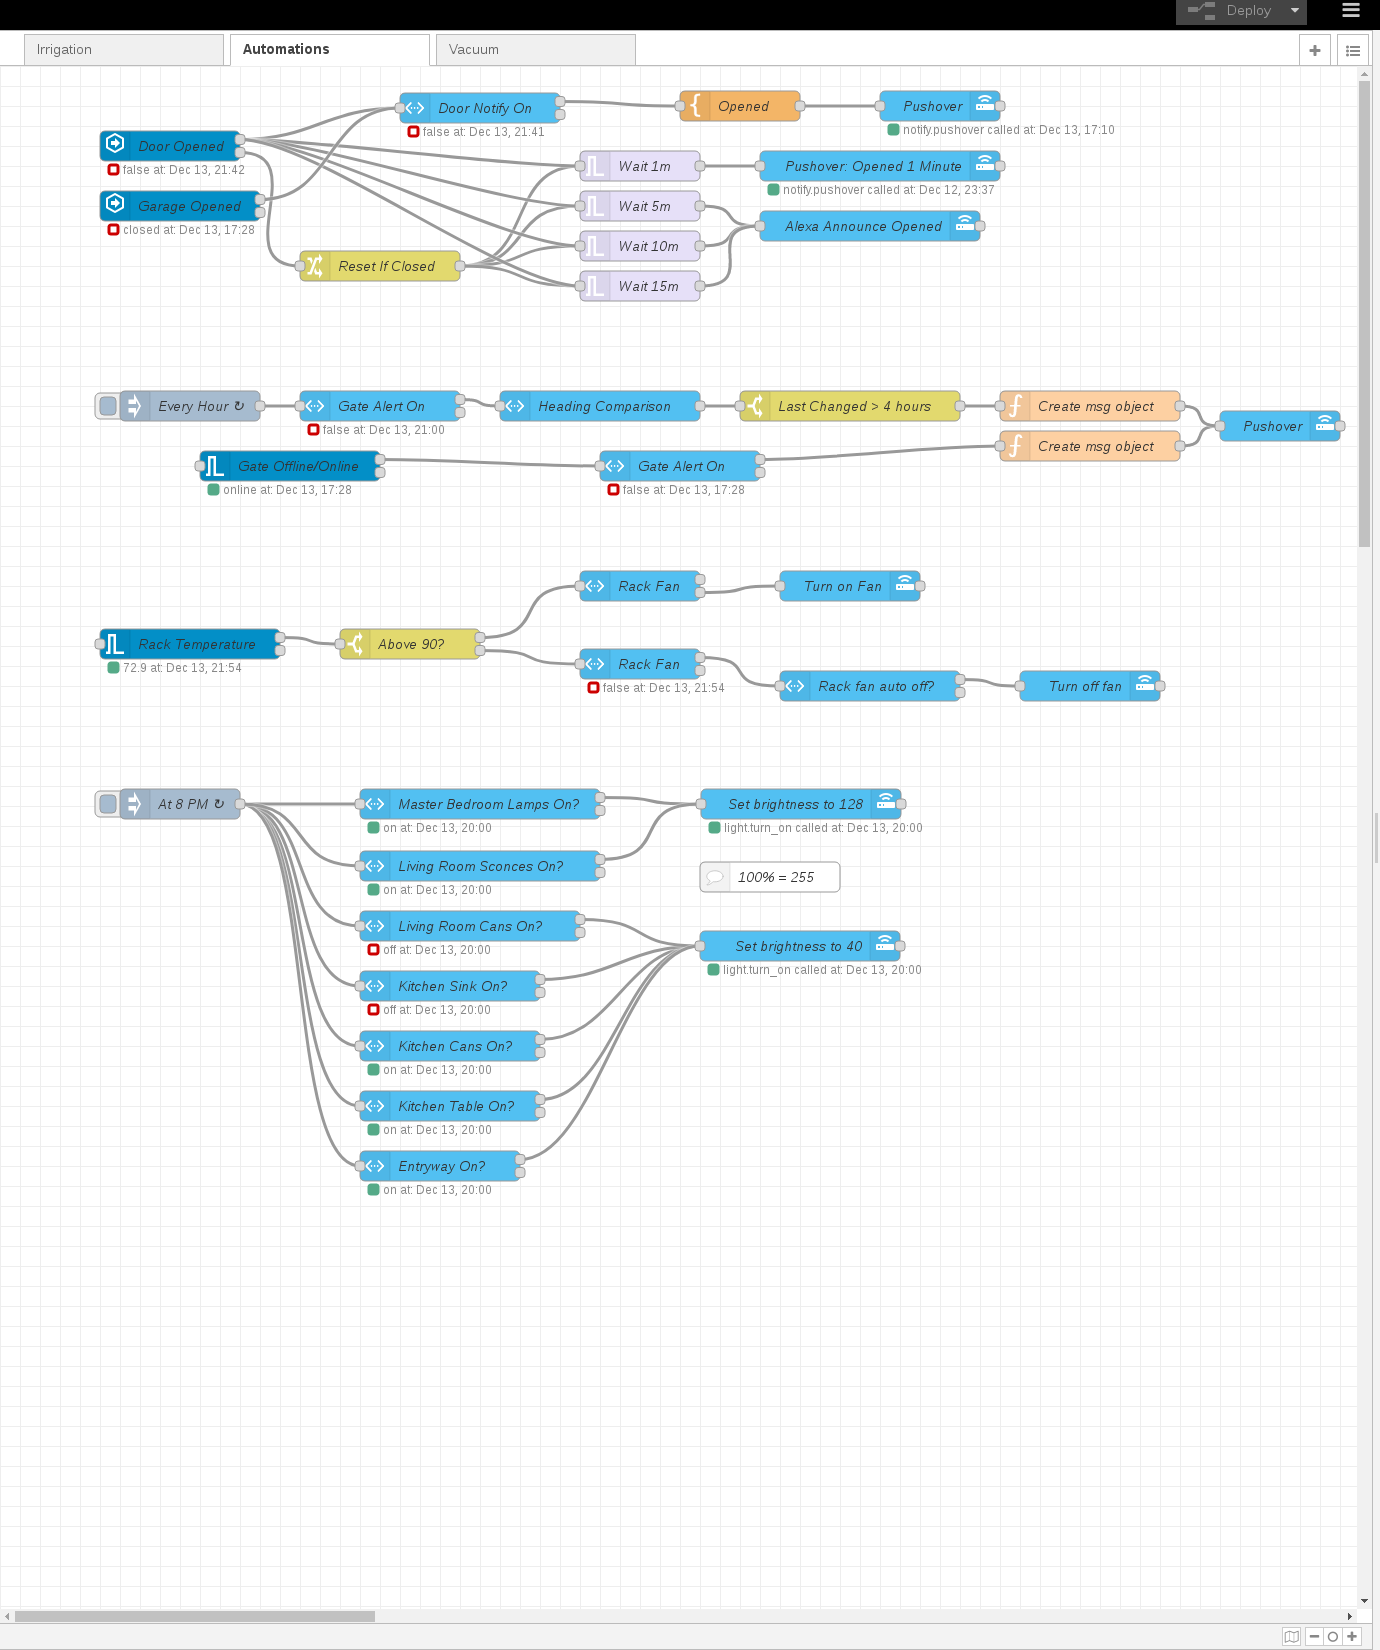 Deploy
Irrigation
Automations
Vacuum
Door Notify On
false at: Dec 13, 21:41
Opened
Pushover
notify.pushover called at: Dec 13, 17:10
Door Opened
false at: Dec 13, 21:42
Wait 1m
Pushover: Opened 1 Minute
notify.pushover called at: Dec 12, 23:37
Garage Opened
closed at: Dec 13, 17:28
Wait 5m
Alexa Announce Opened
Wait 10m
Reset If Closed
Wait 15m
Every Hour ↻
Gate Alert On
false at: Dec 13, 21:00
Heading Comparison
Last Changed > 4 hours
Create msg object
Pushover
Create msg object
Gate Offline/Online
online at: Dec 13, 17:28
Gate Alert On
false at: Dec 13, 17:28
Rack Fan
Turn on Fan
Rack Temperature
72.9 at: Dec 13, 21:54
Above 90?
Rack Fan
false at: Dec 13, 21:54
Rack fan auto off?
Turn off fan
At 8 PM ↻
Master Bedroom Lamps On?
on at: Dec 13, 20:00
Set brightness to 128
light.turn_on called at: Dec 13, 20:00
Living Room Sconces On?
on at: Dec 13, 20:00
100% = 255
Living Room Cans On?
off at: Dec 13, 20:00
Set brightness to 40
light.turn_on called at: Dec 13, 20:00
Kitchen Sink On?
off at: Dec 13, 20:00
Kitchen Cans On?
on at: Dec 13, 20:00
Kitchen Table On?
on at: Dec 13, 20:00
Entryway On?
on at: Dec 13, 20:00